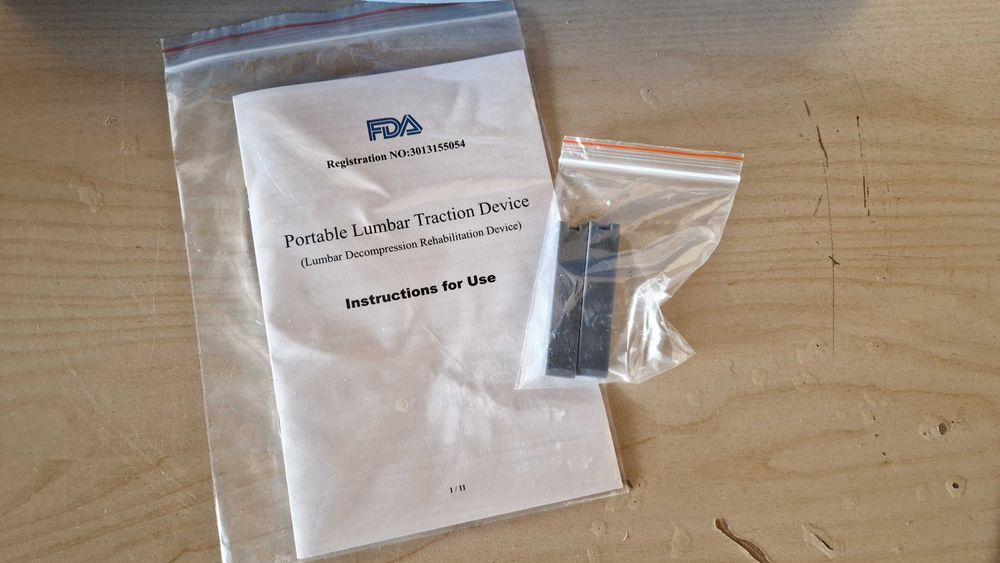 FDA
Registration NO:3013155054
Portable Lumbar Traction Device
(Lumbar Decompression Rehabilitation Device)
Instructions for Use
1 / 11